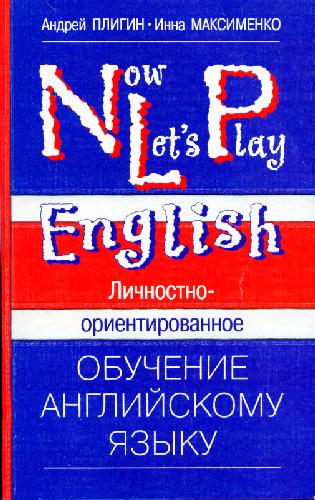 Андрей ПЛИГИН • Инна МАКСИМЕНКО
Now
Let's Play
English
Личностно-
ориентированное
ОБУЧЕНИЕ
АНГЛИЙСКОМУ
ЯЗЫКУ